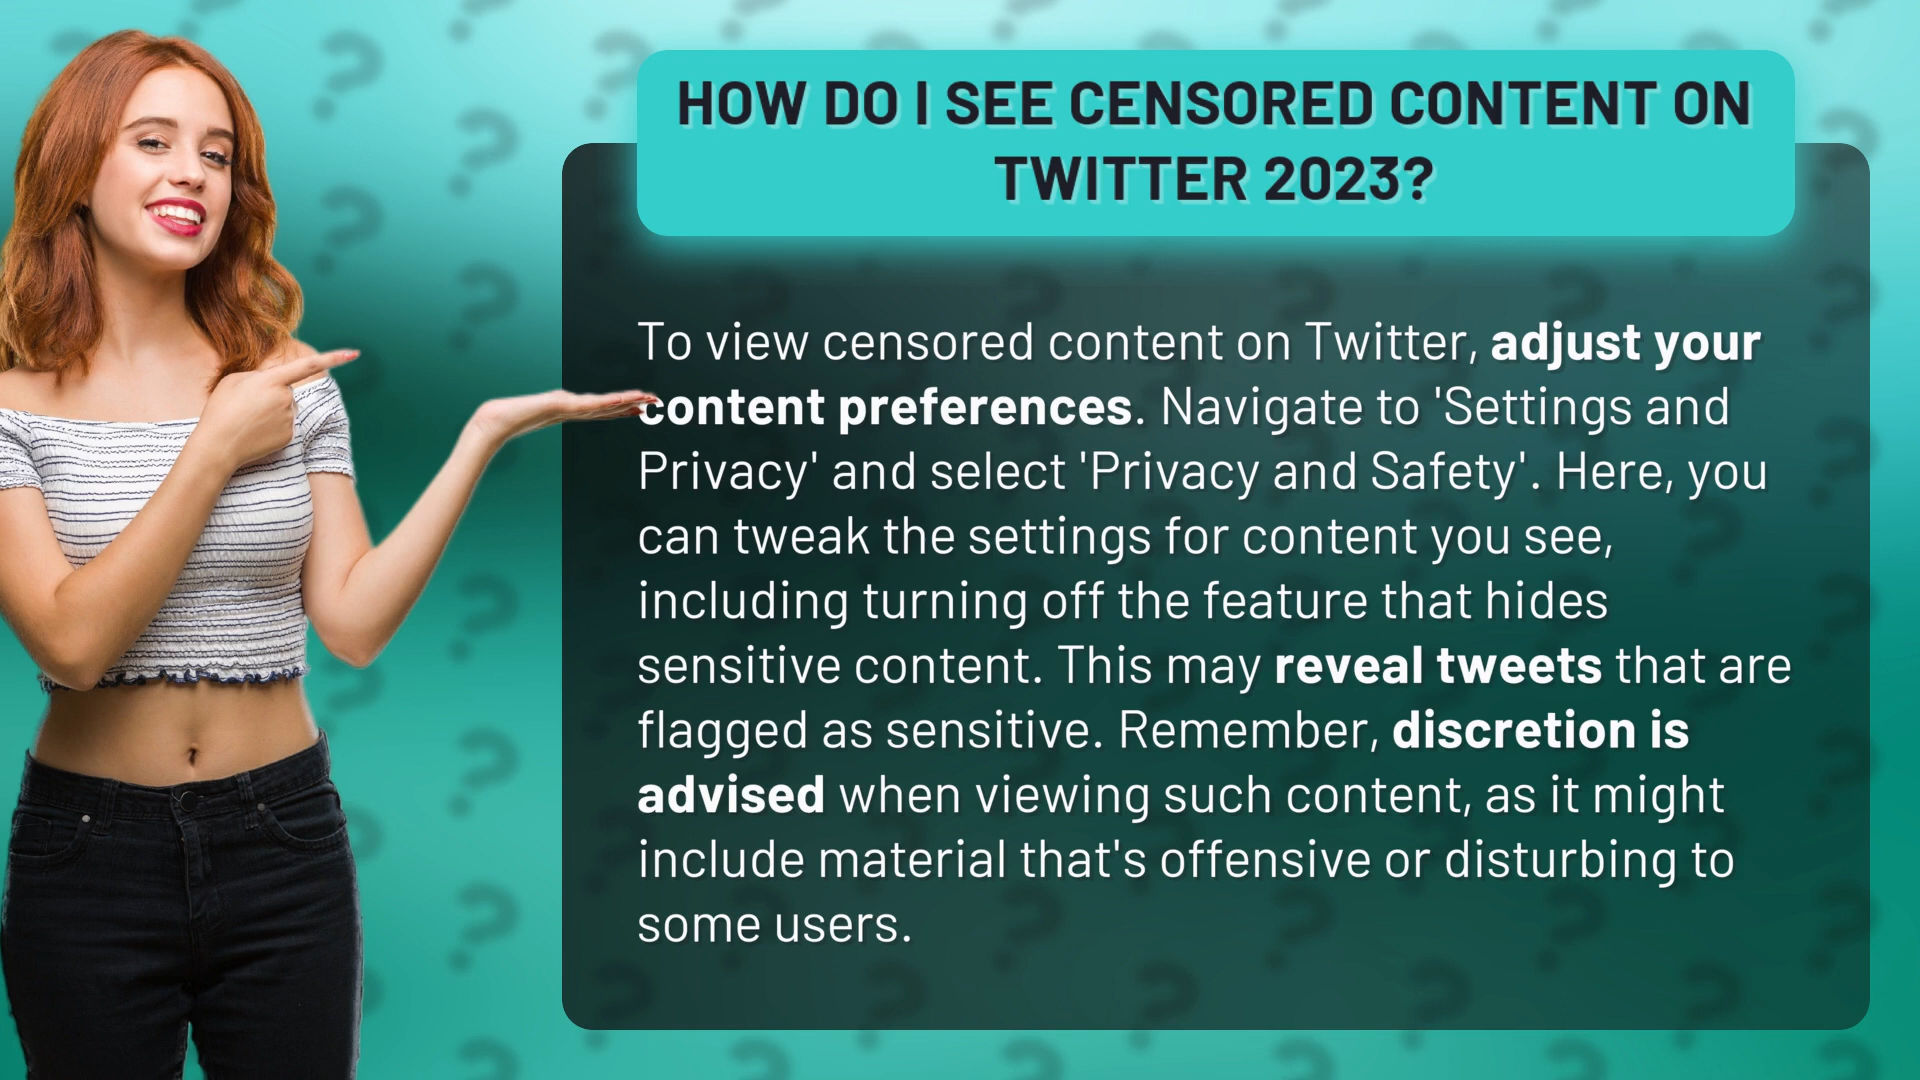 HOW DO I SEE CENSORED CONTENT ON
TWITTER 2023?
To view censored content on Twitter, adjust your
content preferences. Navigate to 'Settings and
Privacy' and select 'Privacy and Safety'. Here, you
can tweak the settings for content you see,
including turning off the feature that hides
sensitive content. This may reveal tweets that are
flagged as sensitive. Remember, discretion is
advised when viewing such content, as it might
include material that's offensive or disturbing to
some users.